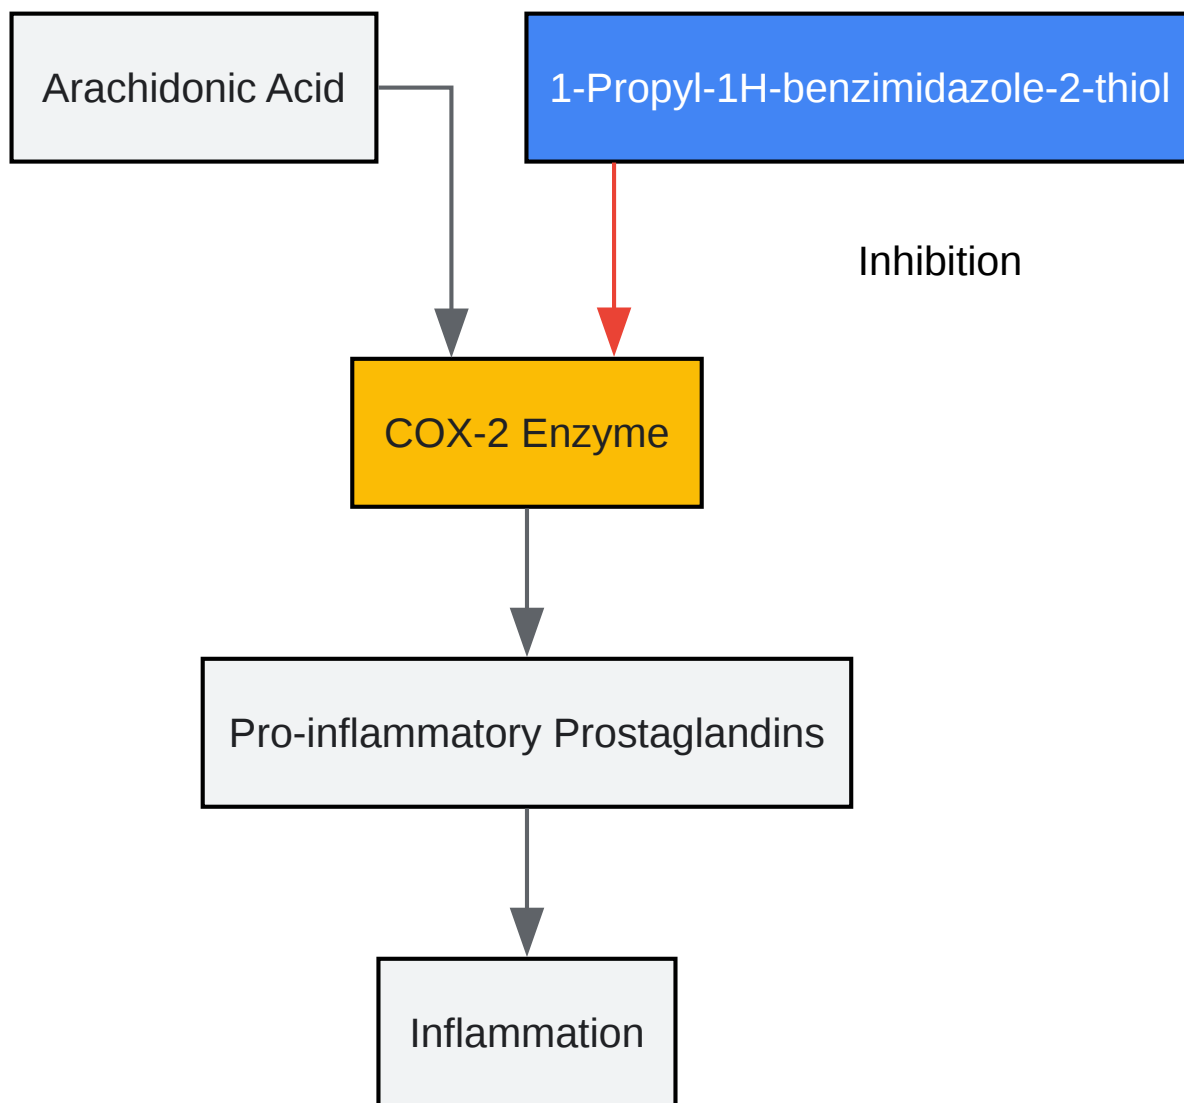 Arachidonic Acid
1-Propyl-1H-benzimidazole-2-thiol
Inhibition
COX-2 Enzyme
Pro-inflammatory Prostaglandins
Inflammation